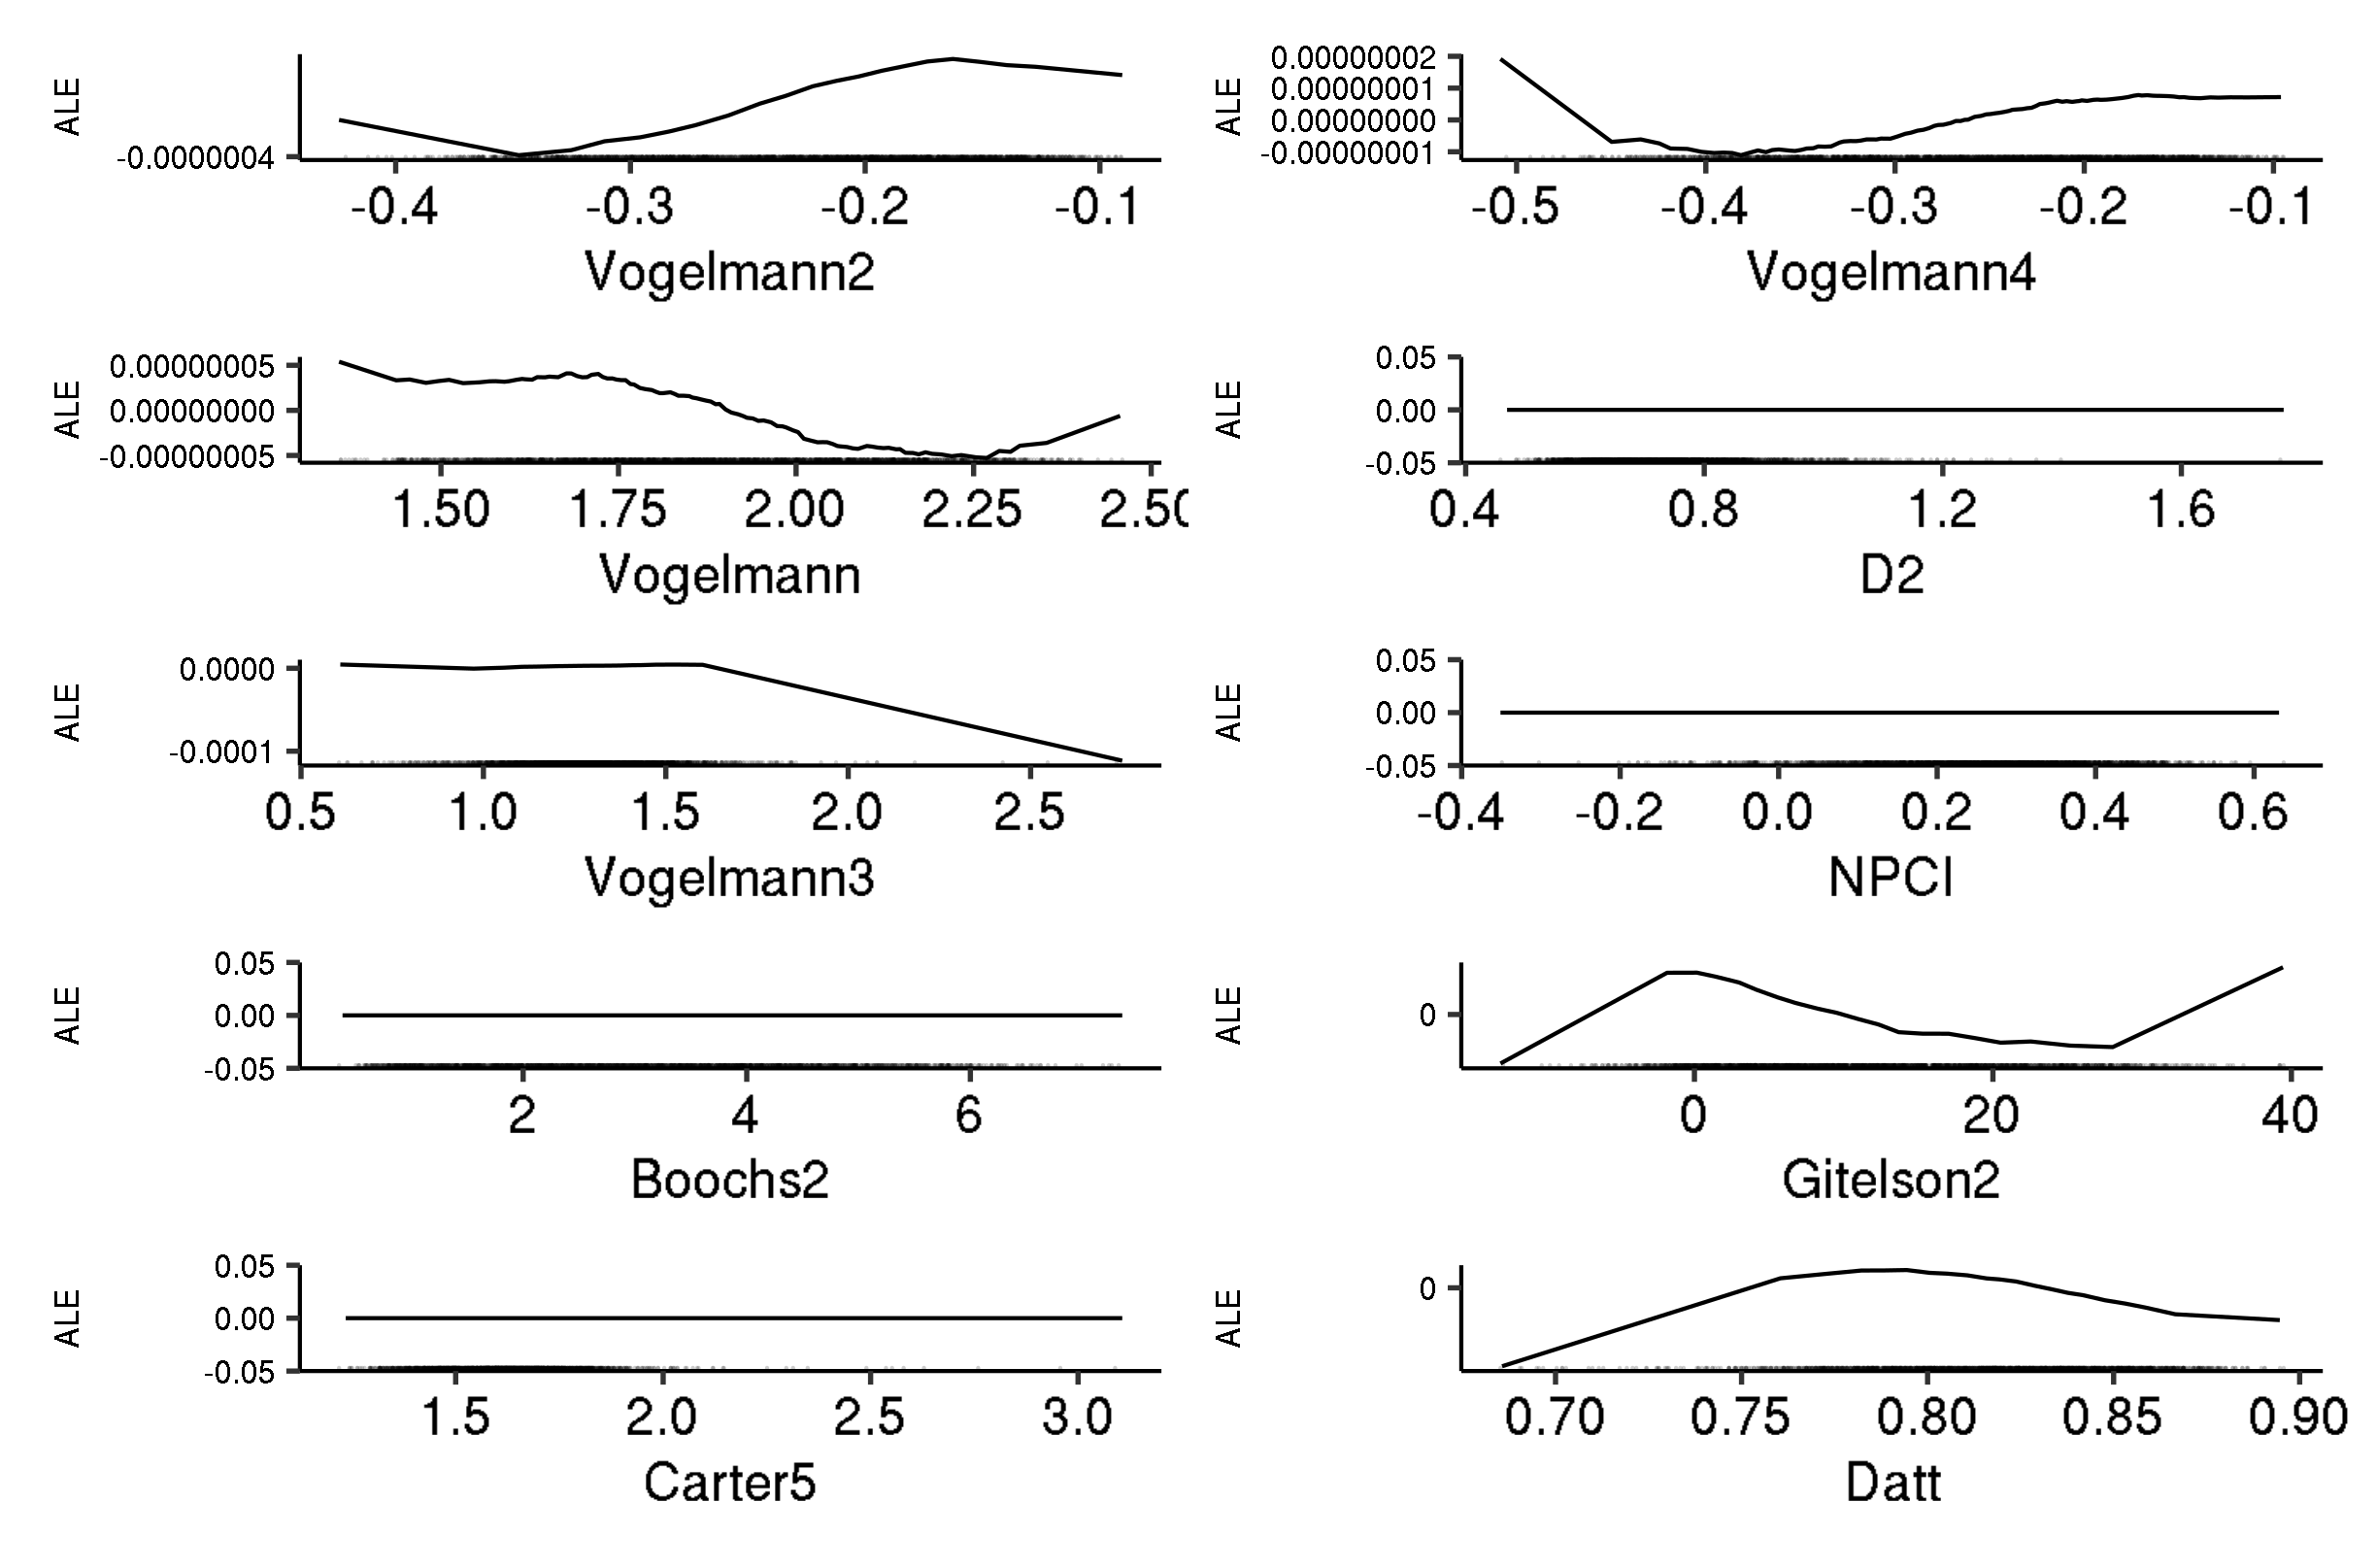 ALE
-0.0000004
-0.4 -0.3 -0.2 -0.1
Vogelmann2
ALE
0.00000002
0.00000001
0.00000000
-0.00000001
-0.5 -0.4 -0.3 -0.2 -0.1
Vogelmann4
ALE
0.00000005
0.00000000
-0.00000005
1.50 1.75 2.00 2.25 2.50
Vogelmann
ALE
0.05
0.00
-0.05
0.4 0.8 1.2 1.6
D2
ALE
0.0000
-0.0001
0.5 1.0 1.5 2.0 2.5
Vogelmann3
ALE
0.05
0.00
-0.05
-0.4 -0.2 0.0 0.2 0.4 0.6
NPCI
ALE
0.05
0.00
-0.05
2 4 6
Boochs2
ALE
0
0 20 40
Gitelson2
ALE
0.05
0.00
-0.05
1.5 2.0 2.5 3.0
Carter5
ALE
0
0.70 0.75 0.80 0.85 0.90
Datt